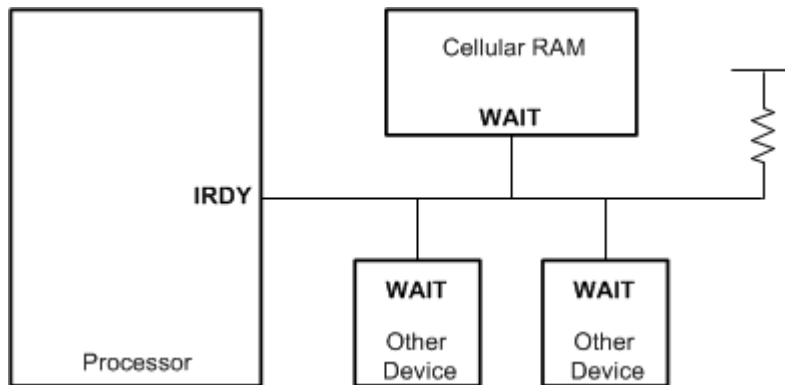 Cellular RAM
WAIT
IRDY
WAIT
Other
Device
WAIT
Other
Device
Processor